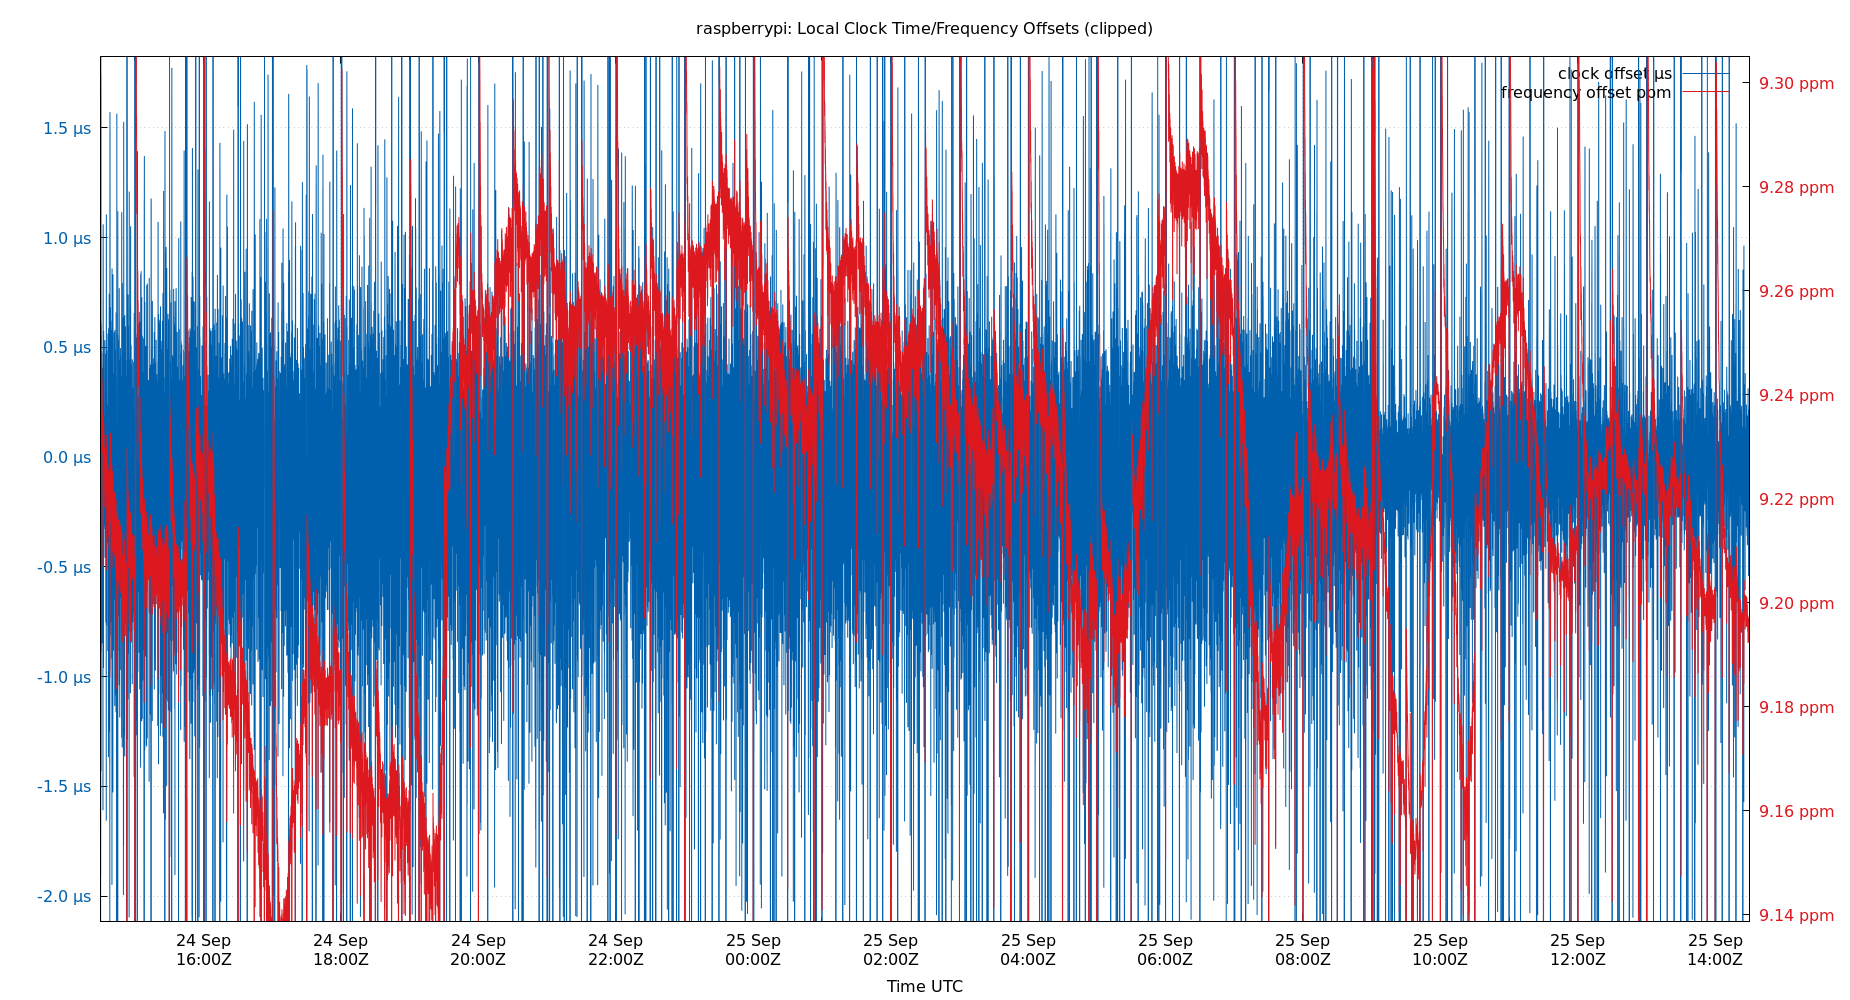 raspberrypi: Local Clock Time/Frequency Offsets (clipped)
clock offset µs
frequency offset ppm
1.5 µs
1.0 µs
0.5 µs
0.0 µs
-0.5 µs
-1.0 µs
-1.5 µs
-2.0 µs
9.30 ppm
9.28 ppm
9.26 ppm
9.24 ppm
9.22 ppm
9.20 ppm
9.18 ppm
9.16 ppm
9.14 ppm
24 Sep 24 Sep 24 Sep 24 Sep 25 Sep 25 Sep 25 Sep 25 Sep 25 Sep 25 Sep 25 Sep 25 Sep
16:00Z 18:00Z 20:00Z 22:00Z 00:00Z 02:00Z 04:00Z 06:00Z 08:00Z 10:00Z 12:00Z 14:00Z
Time UTC